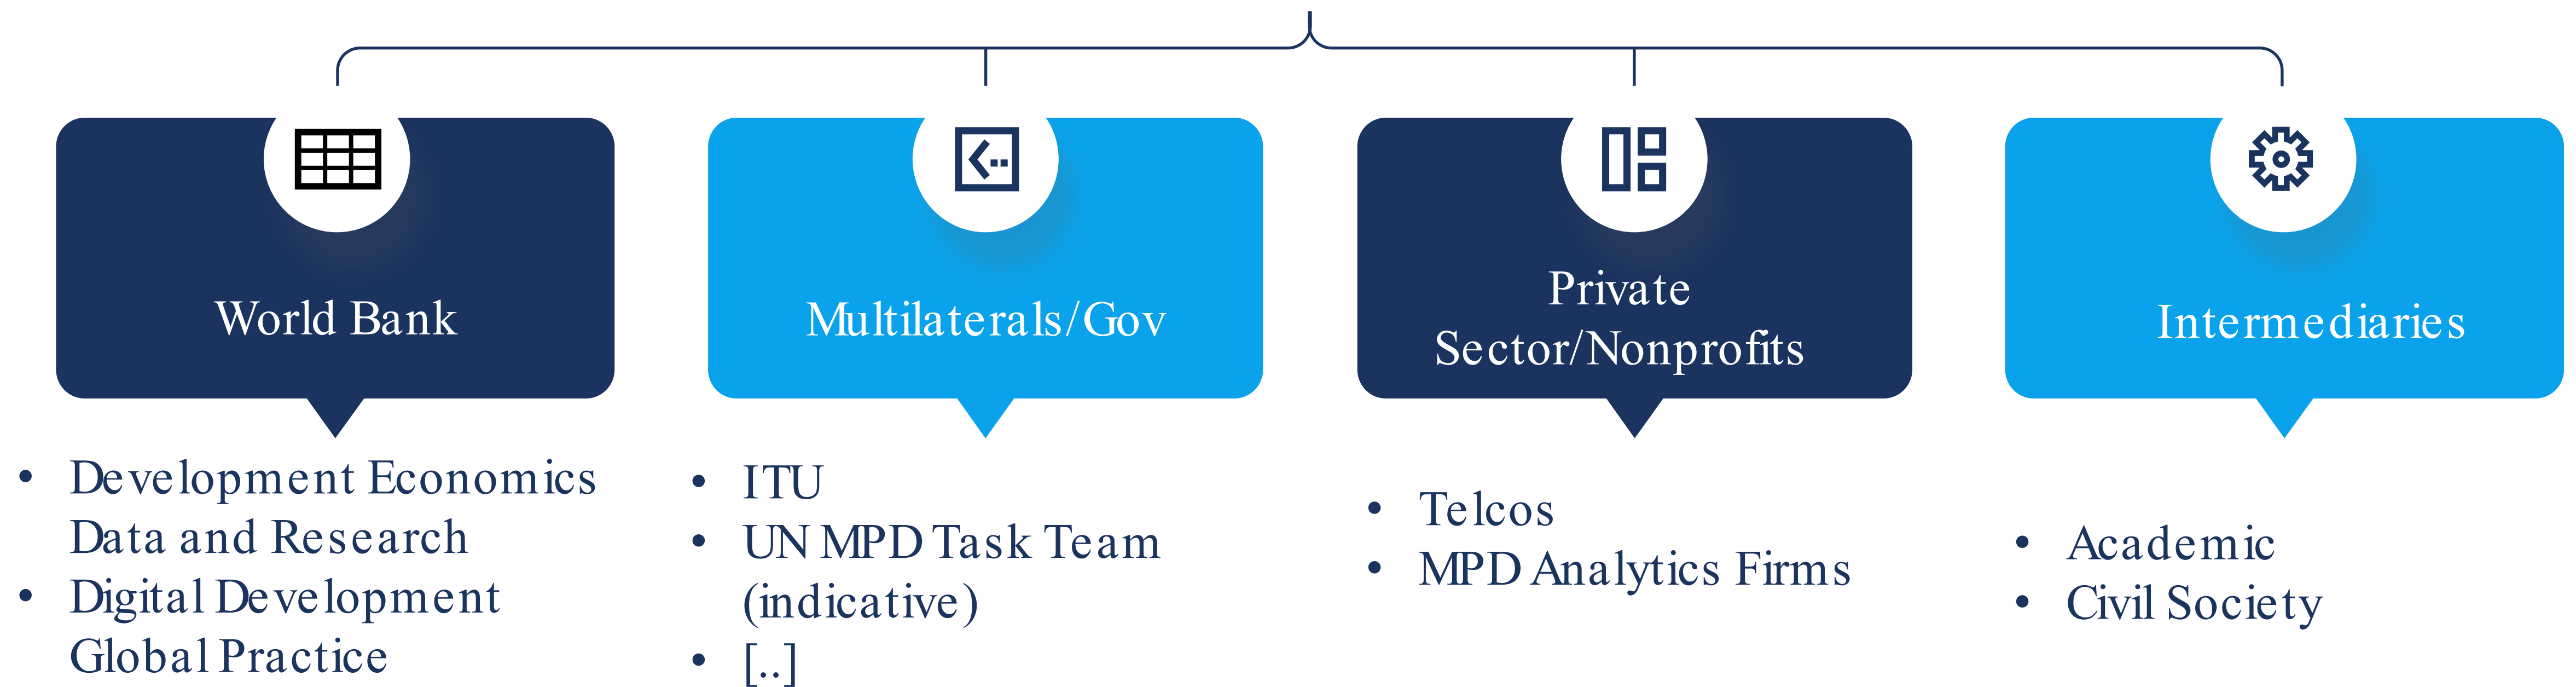 World Bank
• Development Economics
Data and Research
• Digital Development
Global Practice
Multilaterals/Gov
• ITU
• UN MPD Task Team
(indicative)
• [..]
Private
Sector/Nonprofits
• Telcos
• MPD Analytics Firms
Intermediaries
• Academic
• Civil Society